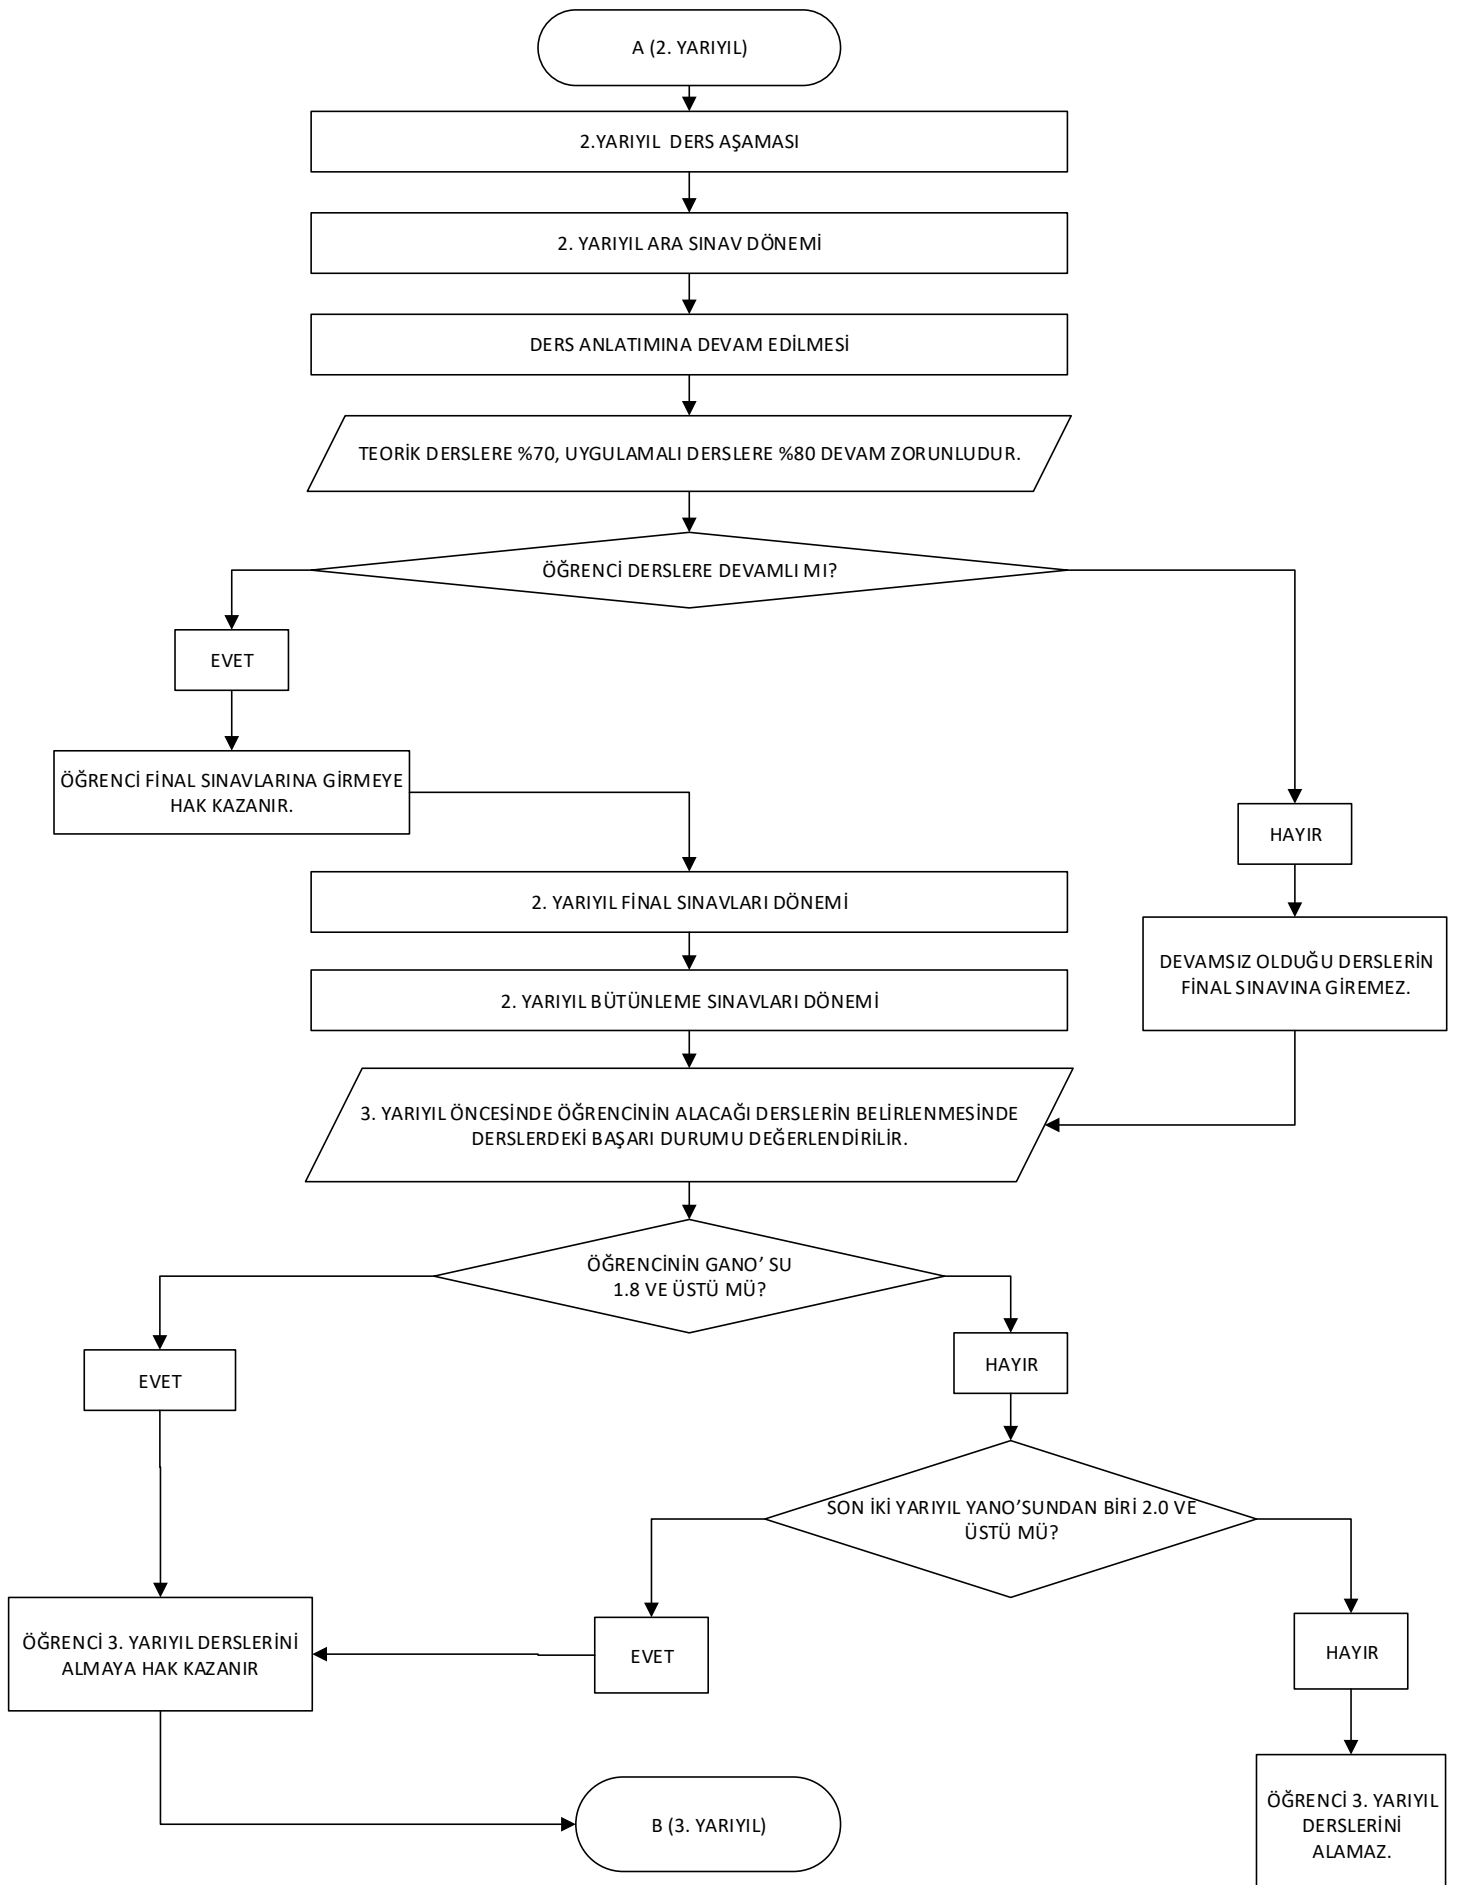 A (2. YARIYIL)
2.YARIYIL  DERS AŞAMASI
2. YARIYIL ARA SINAV DÖNEMİ
DERS ANLATIMINA DEVAM EDİLMESİ
TEORİK DERSLERE %70, UYGULAMALI DERSLERE %80 DEVAM ZORUNLUDUR.
ÖĞRENCİ DERSLERE DEVAMLI MI?
EVET
ÖĞRENCİ FİNAL SINAVLARINA GİRMEYE
HAK KAZANIR.
HAYIR
2. YARIYIL FİNAL SINAVLARI DÖNEMİ
DEVAMSIZ OLDUĞU DERSLERİN
FİNAL SINAVINA GİREMEZ.
2. YARIYIL BÜTÜNLEME SINAVLARI DÖNEMİ
3. YARIYIL ÖNCESİNDE ÖĞRENCİNİN ALACAĞI DERSLERİN BELİRLENMESİNDE
DERSLERDEKİ BAŞARI DURUMU DEĞERLENDİRİLİR.
ÖĞRENCİNİN GANO’ SU
1.8 VE ÜSTÜ MÜ?
EVET
HAYIR
SON İKİ YARIYIL YANO’SUNDAN BİRİ 2.0 VE
ÜSTÜ MÜ?
ÖĞRENCİ 3. YARIYIL DERSLERİNİ
ALMAYA HAK KAZANIR
EVET
HAYIR
ÖĞRENCİ 3. YARIYIL
DERSLERİNİ
ALAMAZ.
B (3. YARIYIL)